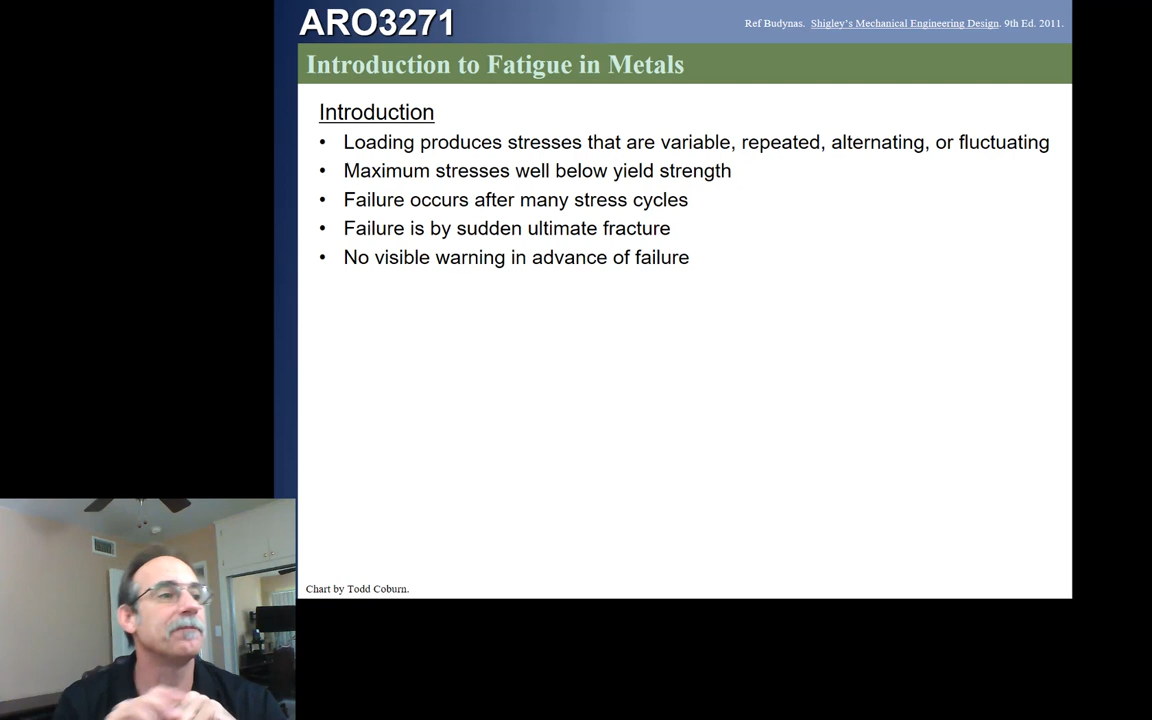 ARO3271
Ref Budynas. Shigley's Mechanical Engineering Design. 9th Ed. 2011.
Introduction to Fatigue in Metals
Introduction
• Loading produces stresses that are variable, repeated, alternating, or fluctuating
• Maximum stresses well below yield strength
• Failure occurs after many stress cycles
• Failure is by sudden ultimate fracture
• No visible warning in advance of failure
Chart by Todd Coburn.